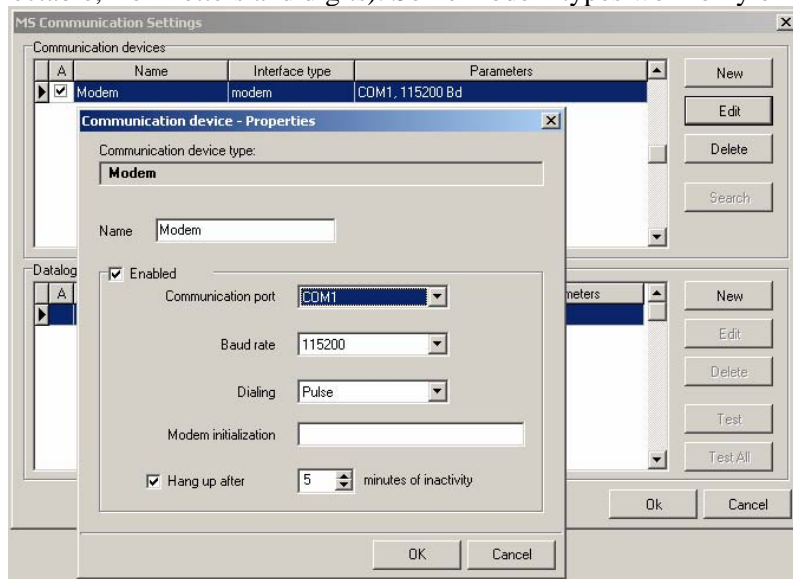 MS Communication Settings
Communication devices
A Name Interface type Parameters
Modem modem COM1, 115200 Bd
New
Edit
Delete
Search
Communication device - Properties
Communication device type:
Modem
Name Modem
Enabled
Communication port COM1
Baud rate 115200
Dialing Pulse
Modem initialization
Hang up after 5 minutes of inactivity
OK Cancel
Datalog
A
meters
New
Edit
Delete
Test
Test All
Ok Cancel